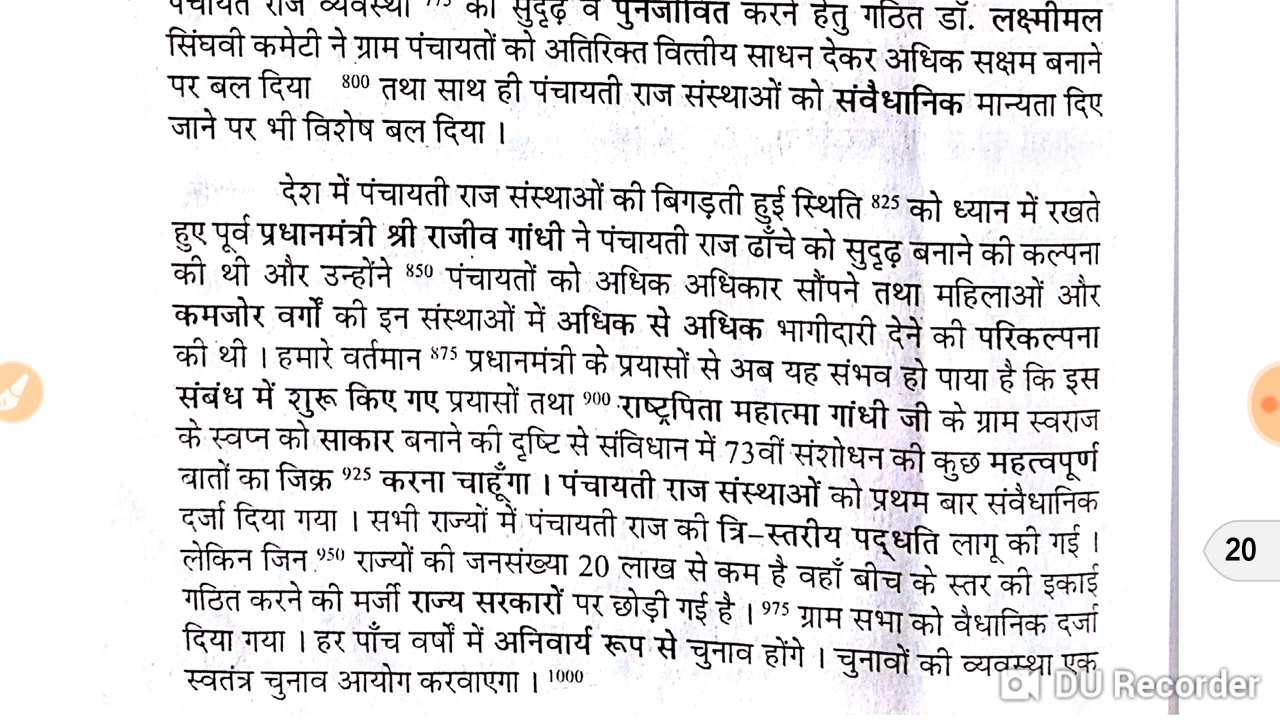 पंचायत राज व्यवस्था 775 को सुदृढ़ व पुनर्जीवित करने हेतु गठित डॉ. लक्ष्मीमल
सिंघवी कमेटी ने ग्राम पंचायतों को अतिरिक्त वित्तीय साधन देकर अधिक सक्षम बनाने
पर बल दिया 800 तथा साथ ही पंचायती राज संस्थाओं को संवैधानिक मान्यता दिए
जाने पर भी विशेष बल दिया ।
देश में पंचायती राज संस्थाओं की बिगड़ती हुई स्थिति 825 को ध्यान में रखते
हुए पूर्व प्रधानमंत्री श्री राजीव गांधी ने पंचायती राज ढाँचे को सुदृढ़ बनाने की कल्पना
की थी और उन्होंने 850 पंचायतों को अधिक अधिकार सौंपने तथा महिलाओं और
कमजोर वर्गों की इन संस्थाओं में अधिक से अधिक भागीदारी देने की परिकल्पना
की थी । हमारे वर्तमान 875 प्रधानमंत्री के प्रयासों से अब यह संभव हो पाया है कि इस
संबंध में शुरू किए गए प्रयासों तथा 900 राष्ट्रपिता महात्मा गांधी जी के ग्राम स्वराज
के स्वप्न को साकार बनाने की दृष्टि से संविधान में 73वीं संशोधन की कुछ महत्वपूर्ण
बातों का जिक्र 925 करना चाहूँगा । पंचायती राज संस्थाओं को प्रथम बार संवैधानिक
दर्जा दिया गया । सभी राज्यों में पंचायती राज की त्रि-स्तरीय पद्धति लागू की गई ।
लेकिन जिन 950 राज्यों की जनसंख्या 20 लाख से कम है वहाँ बीच के स्तर की इकाई
गठित करने की मर्जी राज्य सरकारों पर छोड़ी गई है । 975 ग्राम सभा को वैधानिक दर्जा
दिया गया । हर पाँच वर्षों में अनिवार्य रूप से चुनाव होंगे । चुनावों की व्यवस्था एक
स्वतंत्र चुनाव आयोग करवाएगा । 1000
20
DU Recorder